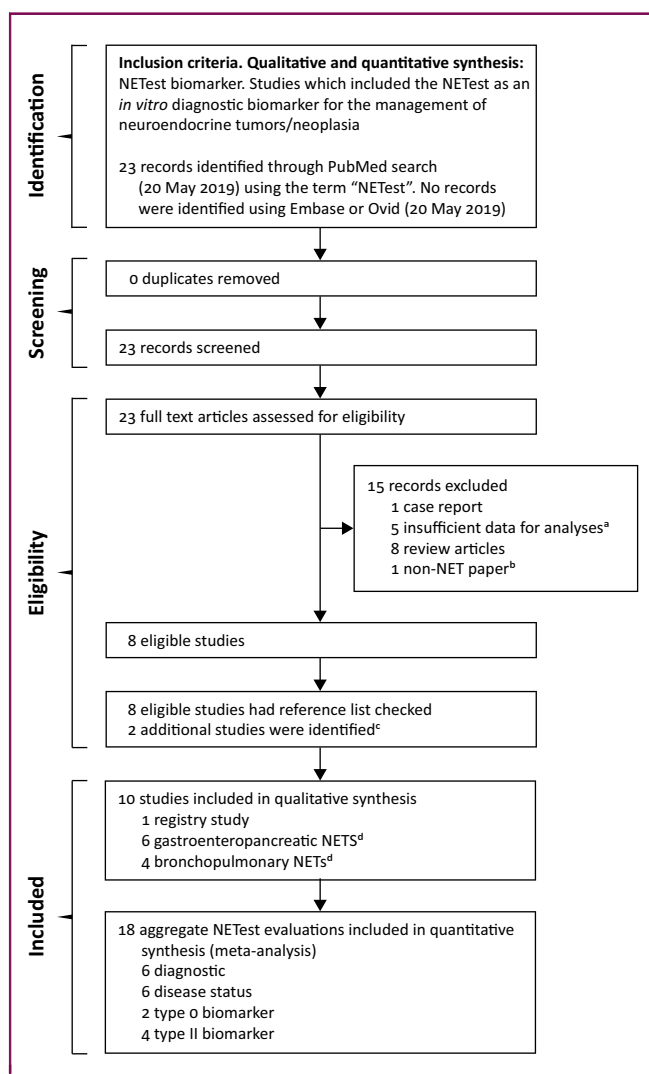 Identification
Inclusion criteria. Qualitative and quantitative synthesis:
NETest biomarker. Studies which included the NETest as an
in vitro diagnostic biomarker for the management of
neuroendocrine tumors/neoplasia
23 records identified through PubMed search
(20 May 2019) using the term “NETest”. No records
were identified using Embase or Ovid (20 May 2019)
Screening
0 duplicates removed
23 records screened
Eligibility
23 full text articles assessed for eligibility
15 records excluded
1 case report
5 insufficient data for analysesa
8 review articles
1 non-NET paperb
8 eligible studies
8 eligible studies had reference list checked
2 additional studies were identifiedc
Included
10 studies included in qualitative synthesis
1 registry study
6 gastroenteropancreatic NETSd
4 bronchopulmonary NETsd
18 aggregate NETest evaluations included in quantitative
synthesis (meta-analysis)
6 diagnostic
6 disease status
2 type 0 biomarker
4 type II biomarker